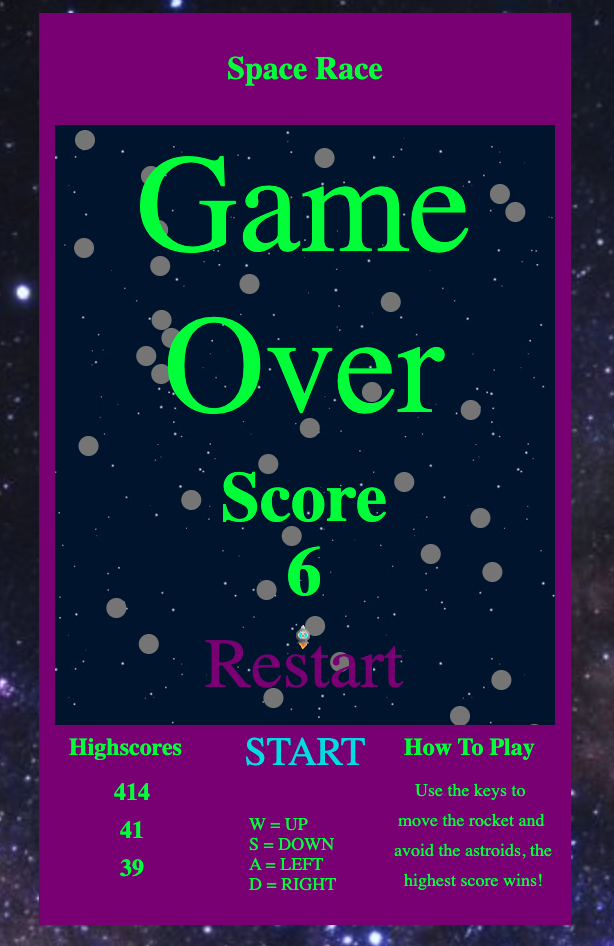 Space Race
Game
Over
Score
6
Restart
Highscores
414
41
39
START
W = UP
S = DOWN
A = LEFT
D = RIGHT
How To Play
Use the keys to
move the rocket and
avoid the astroids, the
highest score wins!